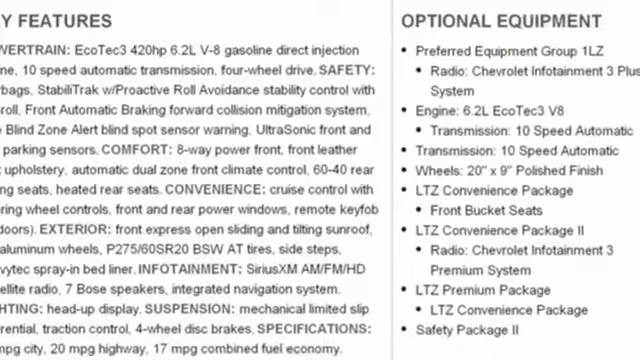 Y FEATURES
WERTRAIN: EcoTec3 420hp 6.2L V-8 gasoline direct injection
ne, 10 speed automatic transmission, four-wheel drive. SAFETY:
rbags, StabiliTrak w/Proactive Roll Avoidance stability control with
roll, Front Automatic Braking forward collision mitigation system,
e Blind Zone Alert blind spot sensor warning, UltraSonic front and
parking sensors. COMFORT: 8-way power front, front leather
upholstery, automatic dual zone front climate control, 60-40 rear
ng seats, heated rear seats. CONVENIENCE: cruise control with
ring wheel controls, front and rear power windows, remote keyfob
doors). EXTERIOR: front express open sliding and tilting sunroof,
aluminum wheels, P275/60SR20 BSW AT tires, side steps,
vytec spray-in bed liner. INFOTAINMENT: SiriusXM AM/FM/HD
ellite radio, 7 Bose speakers, integrated navigation system.
HTING: head-up display. SUSPENSION: mechanical limited slip
erential, traction control, 4-wheel disc brakes. SPECIFICATIONS:
mpg city, 20 mpg highway, 17 mpg combined fuel economy.
OPTIONAL EQUIPMENT
• Preferred Equipment Group 1LZ
• Radio: Chevrolet Infotainment 3 Plus
System
• Engine: 6.2L EcoTec3 V8
• Transmission: 10 Speed Automatic
• Transmission: 10 Speed Automatic
• Wheels: 20" x 9" Polished Finish
• LTZ Convenience Package
• Front Bucket Seats
• LTZ Convenience Package II
• Radio: Chevrolet Infotainment 3
Premium System
• LTZ Premium Package
• LTZ Convenience Package
• Safety Package II